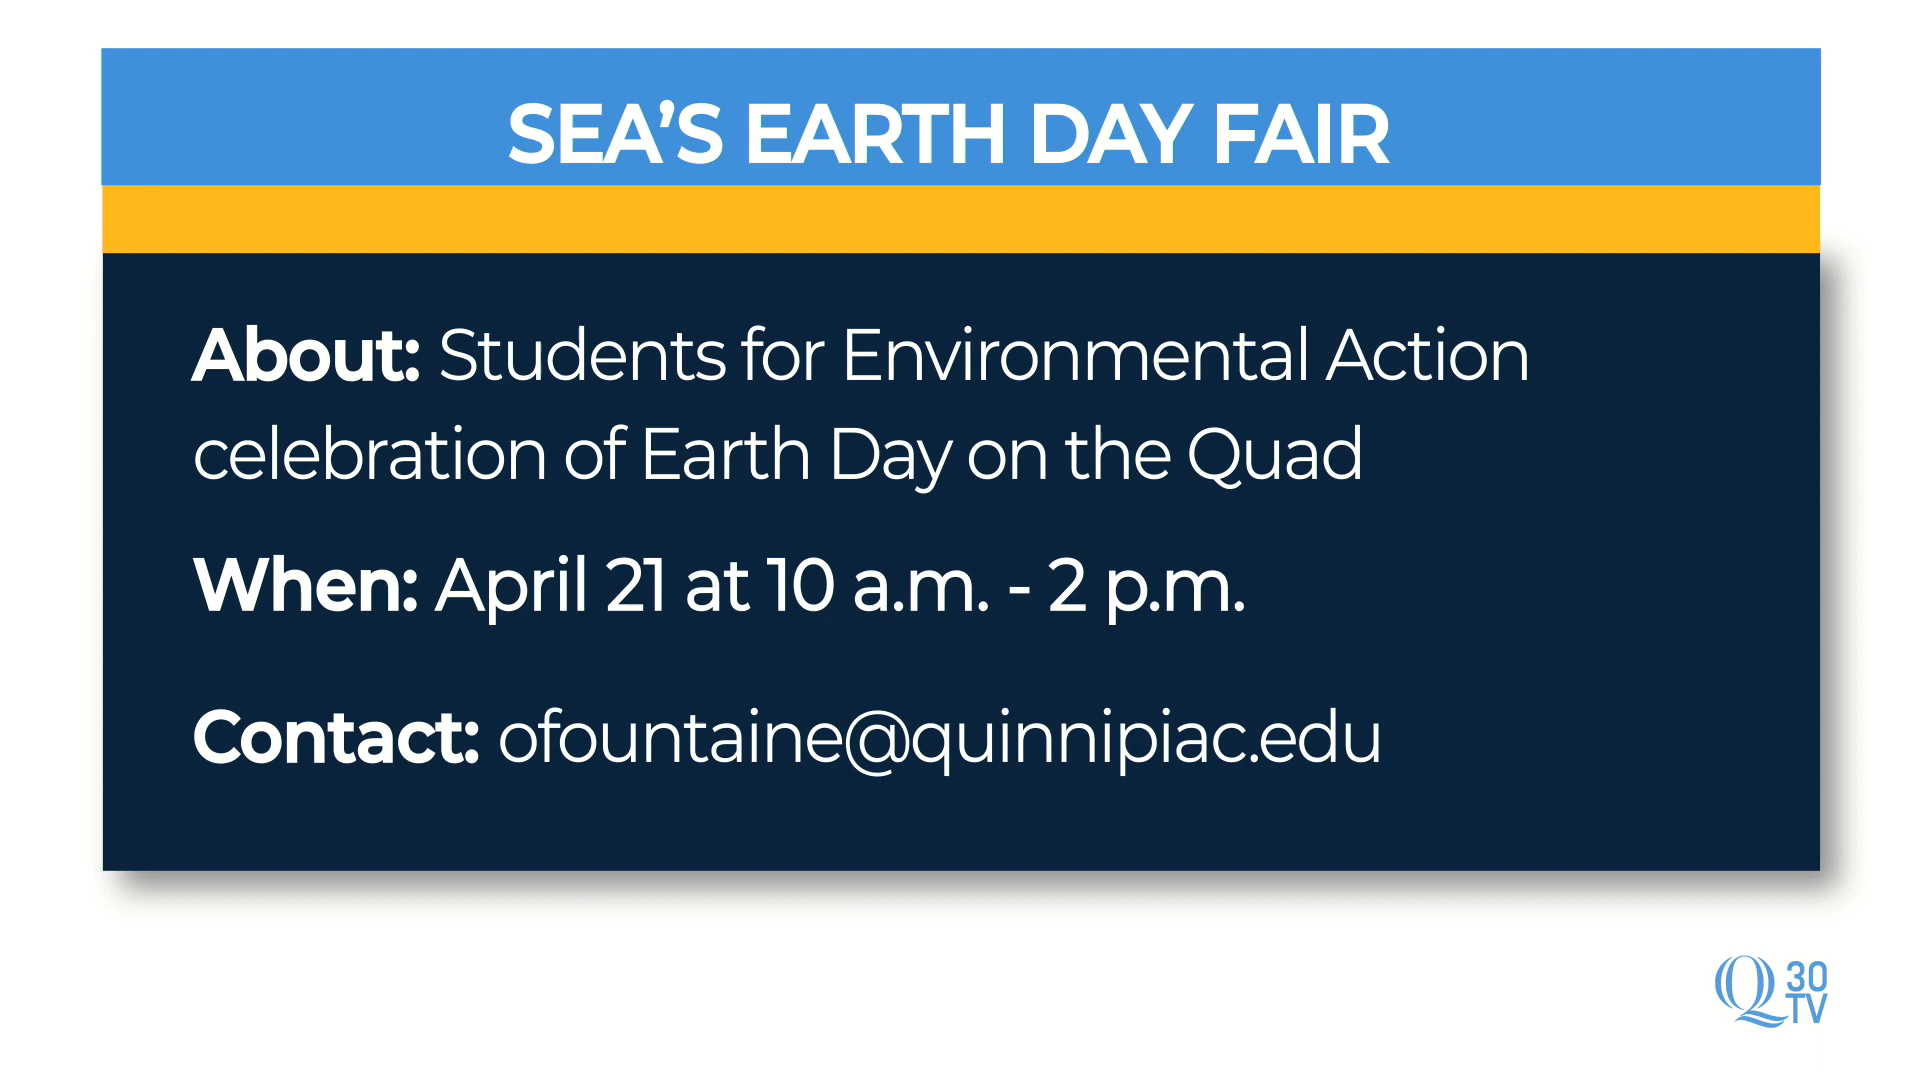 SEA’S EARTH DAY FAIR
About: Students for Environmental Action
celebration of Earth Day on the Quad
When: April 21 at 10 a.m. - 2 p.m.
Contact: ofountaine@quinnipiac.edu
Q 30
TV